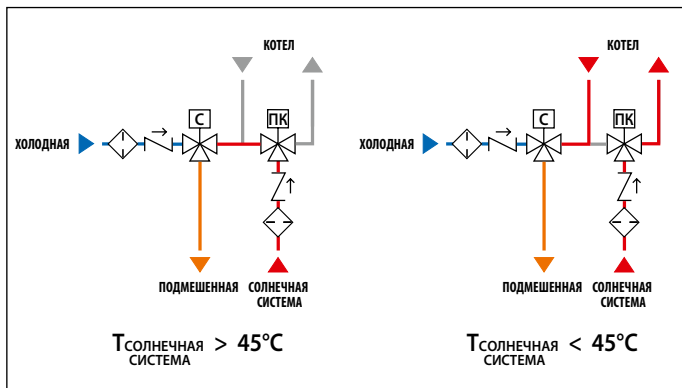 КОТЕЛ
С
ПК
ХОЛОДНАЯ
ПОДМЕШЕННАЯ
СОЛНЕЧНАЯ
СИСТЕМА
TСОЛНЕЧНАЯ > 45°C
СИСТЕМА
КОТЕЛ
С
ПК
ХОЛОДНАЯ
ПОДМЕШЕННАЯ
СОЛНЕЧНАЯ
СИСТЕМА
TСОЛНЕЧНАЯ < 45°C
СИСТЕМА